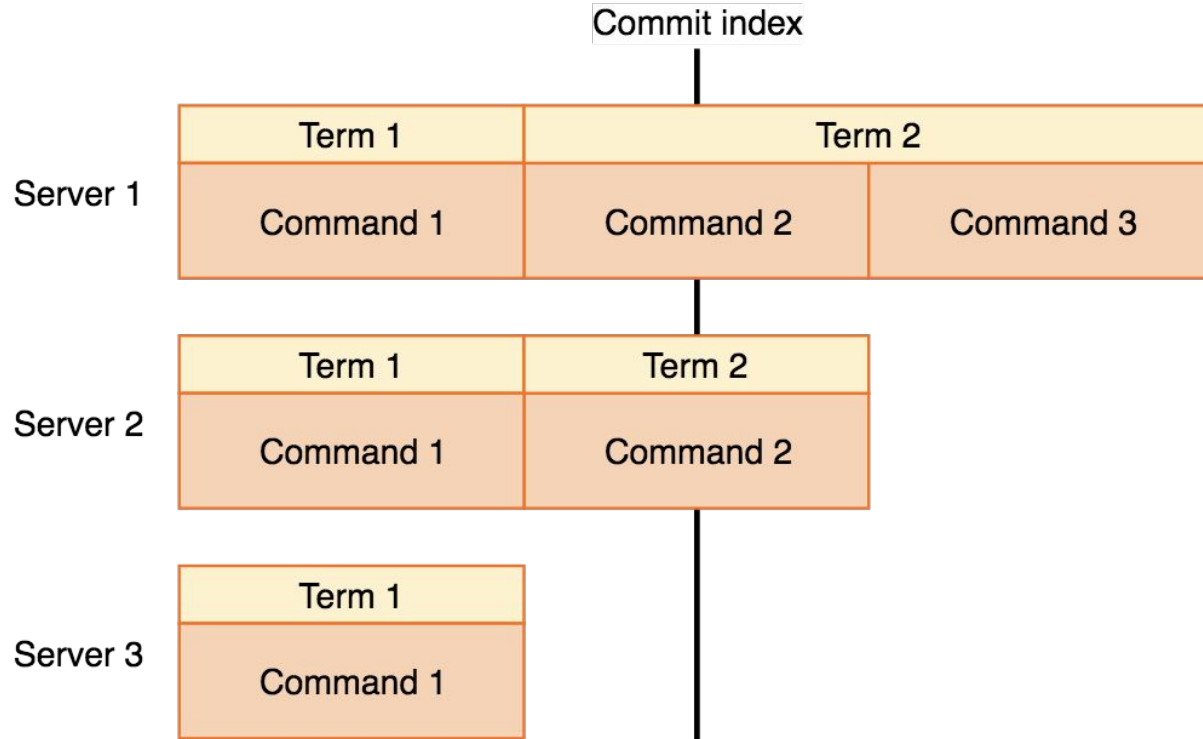 Commit index
Term 1
Term 2
Server 1
Command 1
Command 2
Command 3
Term 1
Term 2
Server 2
Command 1
Command 2
Term 1
Server 3
Command 1